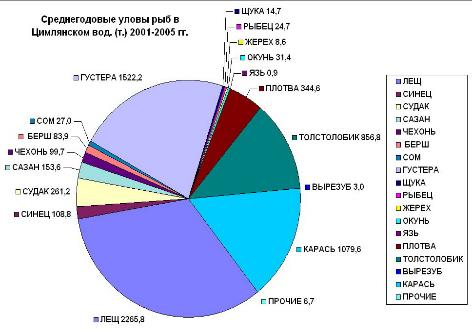 Среднегодовые уловы рыб в
Цимлянском вод. (т.) 2001-2005 гг.
ЩУКА 14,7
РЫБЕЦ 24,7
ЖЕРЕХ 8,6
ОКУНЬ 31,4
ЯЗЬ 0,9
ПЛОТВА 344,6
ТОЛСТОЛОБИК 856,8
ВЫРЕЗУБ 3,0
КАРАСЬ 1079,6
ПРОЧИЕ 6,7
ЛЕЩ 2265,8
СИНЕЦ 108,8
СУДАК 261,2
САЗАН 153,6
ЧЕХОНЬ 99,7
БЕРШ 83,9
СОМ 27,0
ГУСТЕРА 1522,2
ЛЕЩ
СИНЕЦ
СУДАК
САЗАН
ЧЕХОНЬ
БЕРШ
СОМ
ГУСТЕРА
ЩУКА
РЫБЕЦ
ЖЕРЕХ
ОКУНЬ
ЯЗЬ
ПЛОТВА
ТОЛСТОЛОБИК
ВЫРЕЗУБ
КАРАСЬ
ПРОЧИЕ